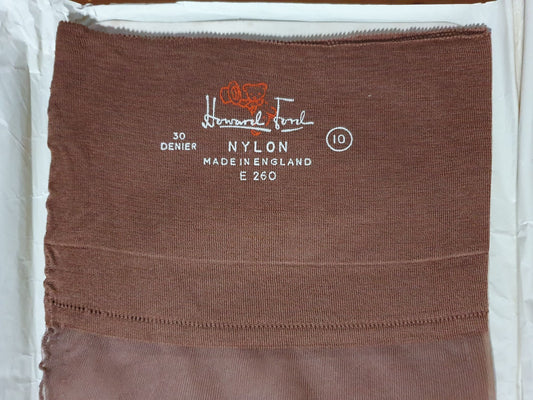 Howard Ford
30 DENIER
NYLON
10
MADE IN ENGLAND
E 260